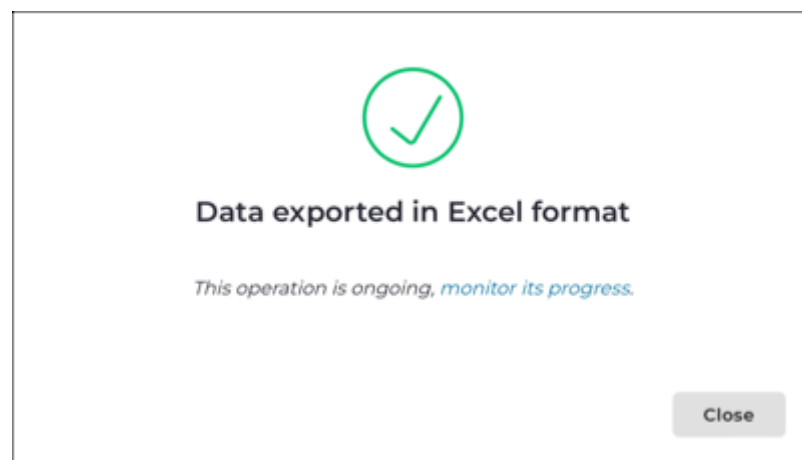 Data exported in Excel format
This operation is ongoing, monitor its progress.
Close